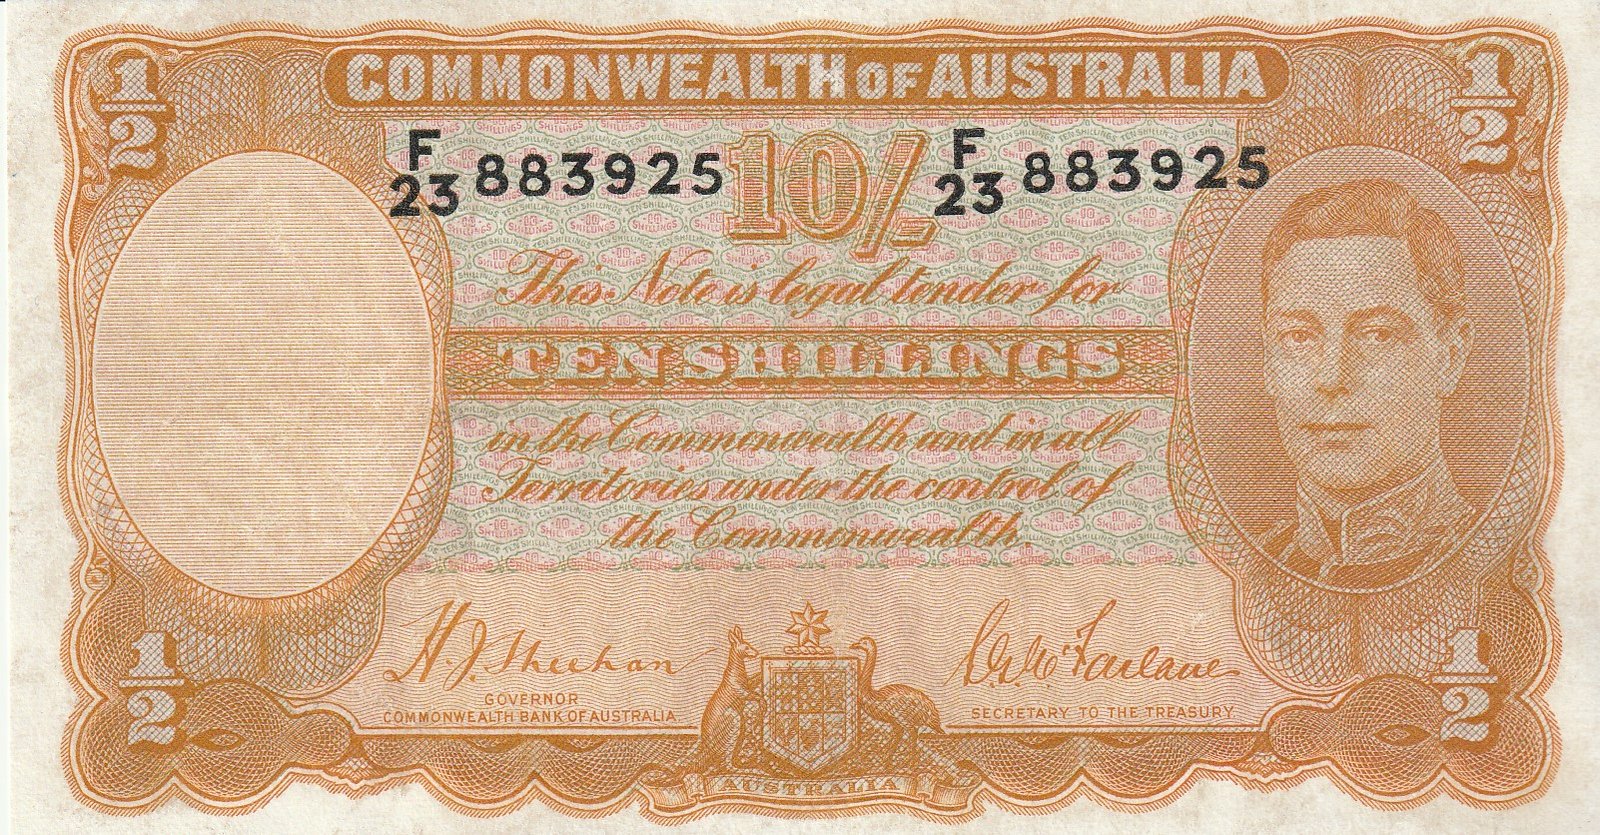 COMMONWEALTH OF AUSTRALIA
1/2
1/2
F/23 883925
10/-
F/23 883925
This Note is legal tender for
TEN SHILLINGS
in the Commonwealth and in all
Territories under the control of
the Commonwealth
H. J. Sheehan
GOVERNOR
COMMONWEALTH BANK OF AUSTRALIA
S. G. McFarlane
SECRETARY TO THE TREASURY
1/2
1/2
AUSTRALIA